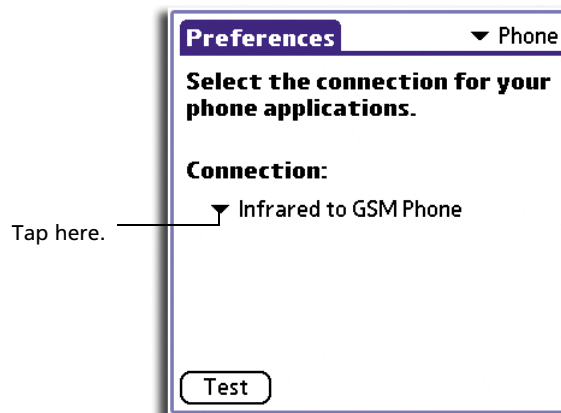 Preferences
Phone
Select the connection for your
phone applications.
Connection:
Infrared to GSM Phone
Tap here.
Test